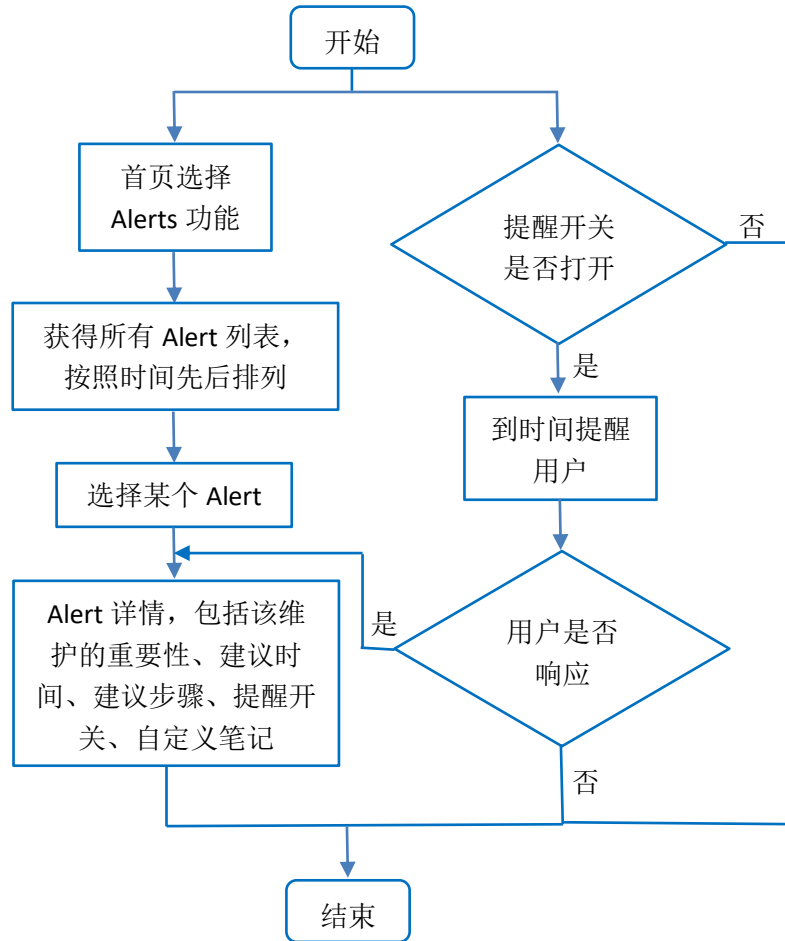 开始
首页选择
Alerts 功能
提醒开关
是否打开
否
获得所有 Alert 列表，
按照时间先后排列
是
到时间提醒
用户
选择某个 Alert
Alert 详情，包括该维
护的重要性、建议时
间、建议步骤、提醒开
关、自定义笔记
是
用户是否
响应
否
结束